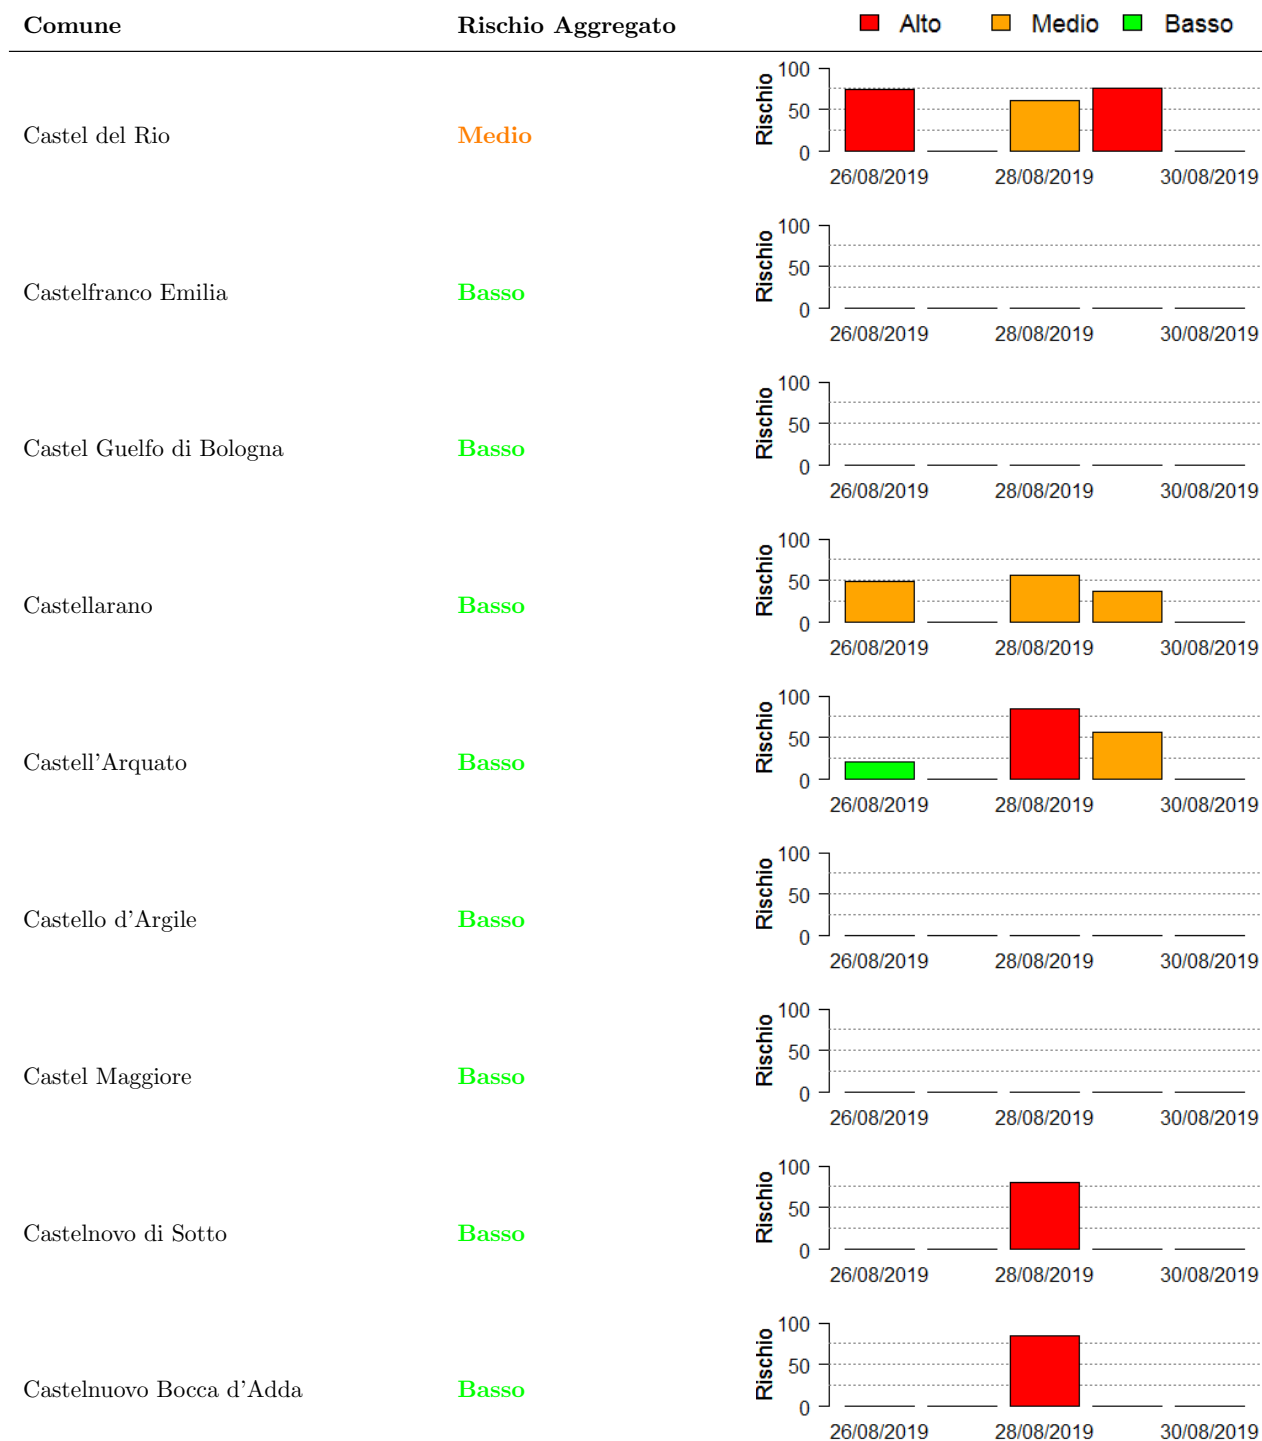 Comune Rischio Aggregato Alto Medio Basso
100
50
0
Rischio
Castel del Rio Medio
26/08/2019 28/08/2019 30/08/2019
100
50
0
Rischio
Castelfranco Emilia Basso
26/08/2019 28/08/2019 30/08/2019
100
50
0
Rischio
Castel Guelfo di Bologna Basso
26/08/2019 28/08/2019 30/08/2019
100
50
0
Rischio
Castellarano Basso
26/08/2019 28/08/2019 30/08/2019
100
50
0
Rischio
Castell'Arquato Basso
26/08/2019 28/08/2019 30/08/2019
100
50
0
Rischio
Castello d'Argile Basso
26/08/2019 28/08/2019 30/08/2019
100
50
0
Rischio
Castel Maggiore Basso
26/08/2019 28/08/2019 30/08/2019
100
50
0
Rischio
Castelnovo di Sotto Basso
26/08/2019 28/08/2019 30/08/2019
100
50
0
Rischio
Castelnuovo Bocca d'Adda Basso
26/08/2019 28/08/2019 30/08/2019